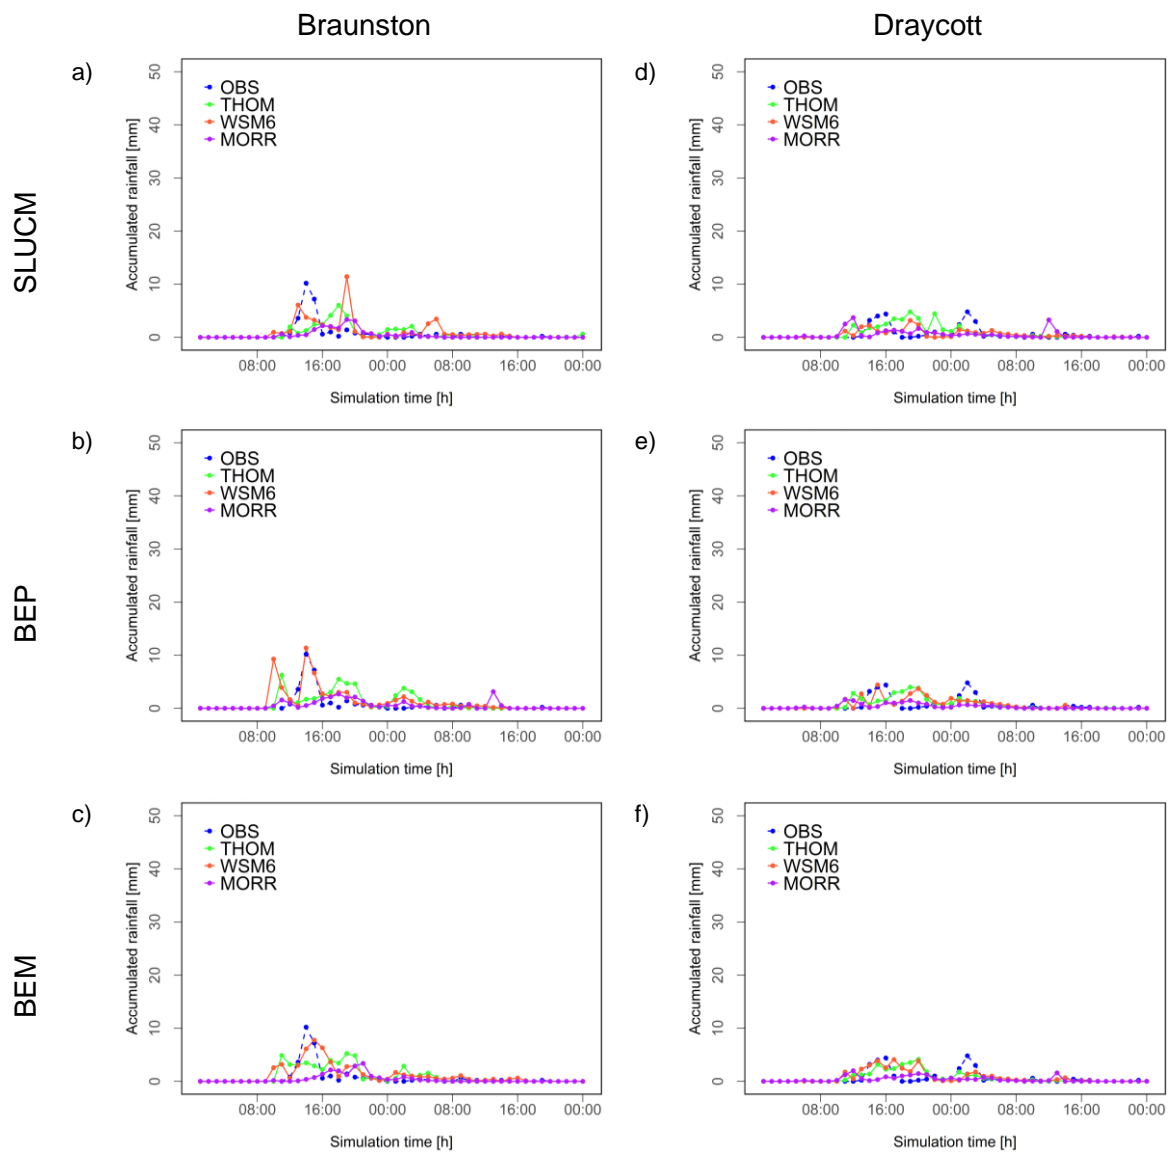 Braunston
Draycott
SLUCM
a)
Accumulated rainfall [mm]
50
40
30
20
10
0
OBS
THOM
WSM6
MORR
08:00 16:00 00:00 08:00 16:00 00:00
Simulation time [h]
d)
Accumulated rainfall [mm]
50
40
30
20
10
0
OBS
THOM
WSM6
MORR
08:00 16:00 00:00 08:00 16:00 00:00
Simulation time [h]
BEP
b)
Accumulated rainfall [mm]
50
40
30
20
10
0
OBS
THOM
WSM6
MORR
08:00 16:00 00:00 08:00 16:00 00:00
Simulation time [h]
e)
Accumulated rainfall [mm]
50
40
30
20
10
0
OBS
THOM
WSM6
MORR
08:00 16:00 00:00 08:00 16:00 00:00
Simulation time [h]
BEM
c)
Accumulated rainfall [mm]
50
40
30
20
10
0
OBS
THOM
WSM6
MORR
08:00 16:00 00:00 08:00 16:00 00:00
Simulation time [h]
f)
Accumulated rainfall [mm]
50
40
30
20
10
0
OBS
THOM
WSM6
MORR
08:00 16:00 00:00 08:00 16:00 00:00
Simulation time [h]